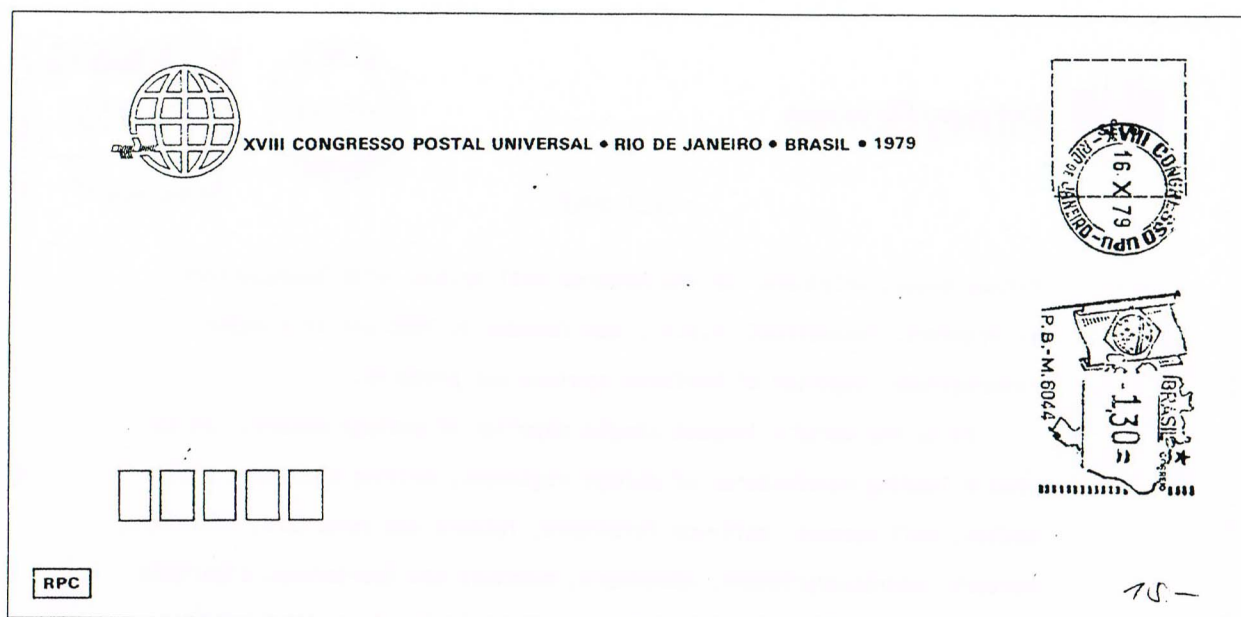 XVIII CONGRESSO POSTAL UNIVERSAL • RIO DE JANEIRO • BRASIL • 1979
XVIII CONGRESSO UPU - RIO DE JANEIRO -
16 X 79
P.B.-M.6044
1,30
BRASIL
CORREIO
RPC
15.-